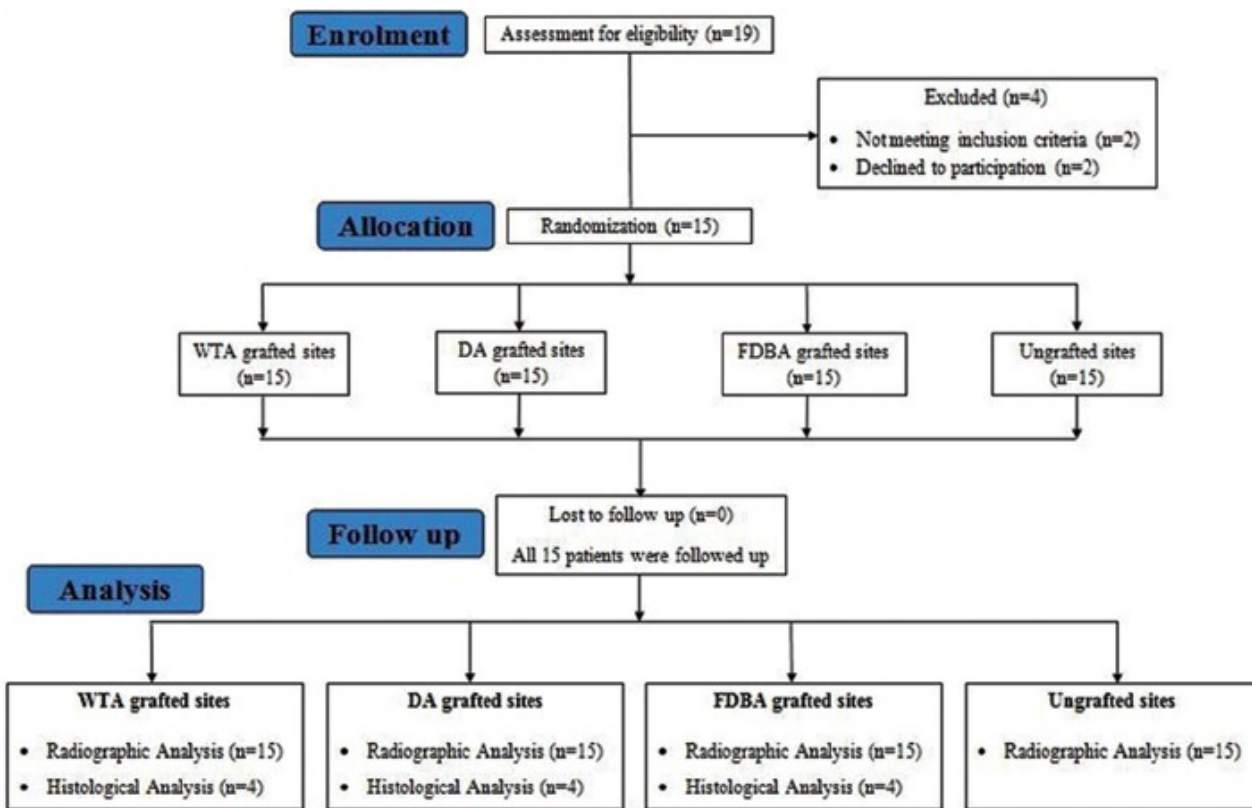 Enrolment
Assessment for eligibility (n=19)
Excluded (n=4)
• Not meeting inclusion criteria (n=2)
• Declined to participation (n=2)
Allocation
Randomization (n=15)
WTA grafted sites
(n=15)
DA grafted sites
(n=15)
FDBA grafted sites
(n=15)
Ungrafted sites
(n=15)
Follow up
Lost to follow up (n=0)
All 15 patients were followed up
Analysis
WTA grafted sites
• Radiographic Analysis (n=15)
• Histological Analysis (n=4)
DA grafted sites
• Radiographic Analysis (n=15)
• Histological Analysis (n=4)
FDBA grafted sites
• Radiographic Analysis (n=15)
• Histological Analysis (n=4)
Ungrafted sites
• Radiographic Analysis (n=15)